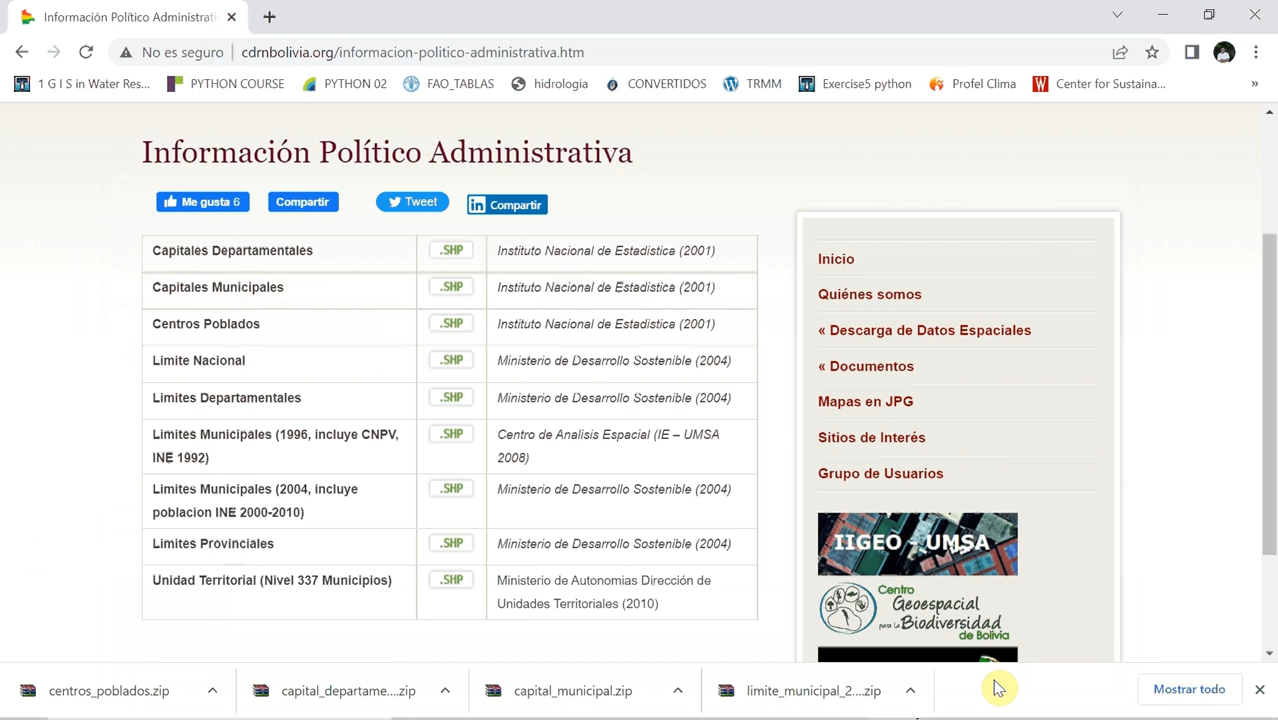 Información Político Administrati
No es seguro
cdrnbolivia.org/informacion-politico-administrativa.htm
1 G I S in Water Res...
PYTHON COURSE
PYTHON 02
FAO_TABLAS
hidrologia
CONVERTIDOS
TRMM
Exercise5 python
Profel Clima
Center for Sustaina...
»
Información Político Administrativa
Me gusta 6
Compartir
Tweet
in Compartir
Capitales Departamentales .SHP Instituto Nacional de Estadistica (2001)
Capitales Municipales .SHP Instituto Nacional de Estadistica (2001)
Centros Poblados .SHP Instituto Nacional de Estadistica (2001)
Limite Nacional .SHP Ministerio de Desarrollo Sostenible (2004)
Limites Departamentales .SHP Ministerio de Desarrollo Sostenible (2004)
Limites Municipales (1996, incluye CNPV, .SHP Centro de Analisis Espacial (IE – UMSA
INE 1992) 2008)
Limites Municipales (2004, incluye .SHP Ministerio de Desarrollo Sostenible (2004)
poblacion INE 2000-2010)
Limites Provinciales .SHP Ministerio de Desarrollo Sostenible (2004)
Unidad Territorial (Nivel 337 Municipios) .SHP Ministerio de Autonomias Dirección de
Unidades Territoriales (2010)
Inicio
Quiénes somos
« Descarga de Datos Espaciales
« Documentos
Mapas en JPG
Sitios de Interés
Grupo de Usuarios
IIGEO - UMSA
Centro
Geoespacial
para la Biodiversidad
de Bolivia
centros_poblados.zip
capital_departame....zip
capital_municipal.zip
limite_municipal_2....zip
Mostrar todo